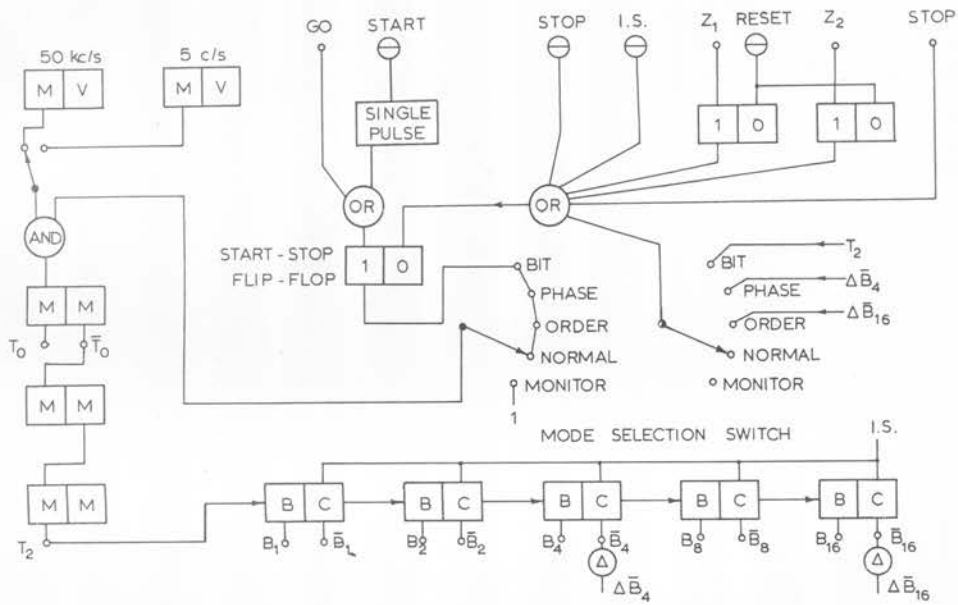 GO START STOP I.S. Z1 RESET Z2 STOP
50 kc/s 5 c/s
M V M V
SINGLE
PULSE
1 0 1 0
OR OR
AND
START - STOP
FLIP - FLOP
1 0
BIT
PHASE
ORDER
NORMAL
MONITOR
1
T2
BIT
ΔB̄4
PHASE
ΔB̄16
ORDER
NORMAL
MONITOR
M M
T0 T̄0
M M
MODE SELECTION SWITCH
I.S.
M M
B C B C B C B C B C
T2
B1 B̄1 B2 B̄2 B4 B̄4 B8 B̄8 B16 B̄16
Δ Δ
ΔB̄4 ΔB̄16